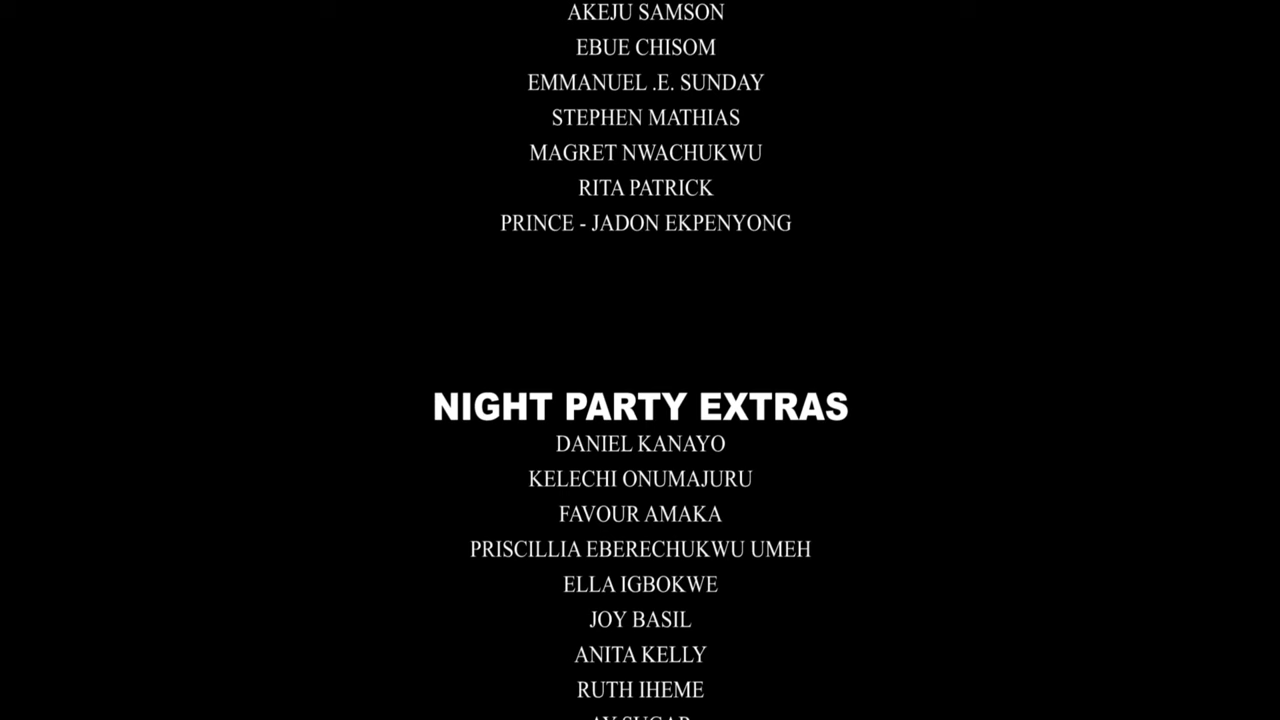 AKEJU SAMSON
EBUE CHISOM
EMMANUEL .E. SUNDAY
STEPHEN MATHIAS
MAGRET NWACHUKWU
RITA PATRICK
PRINCE - JADON EKPENYONG
NIGHT PARTY EXTRAS
DANIEL KANAYO
KELECHI ONUMAJURU
FAVOUR AMAKA
PRISCILLIA EBERECHUKWU UMEH
ELLA IGBOKWE
JOY BASIL
ANITA KELLY
RUTH IHEME